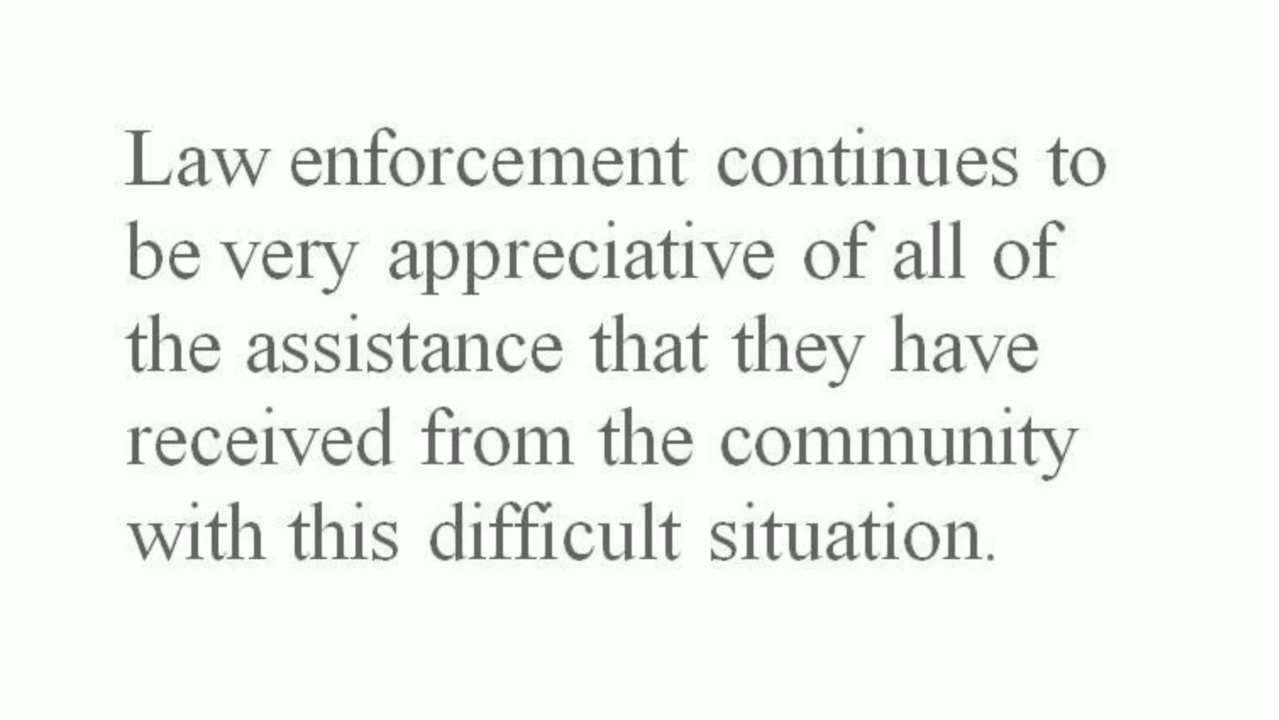 Law enforcement continues to
be very appreciative of all of
the assistance that they have
received from the community
with this difficult situation.